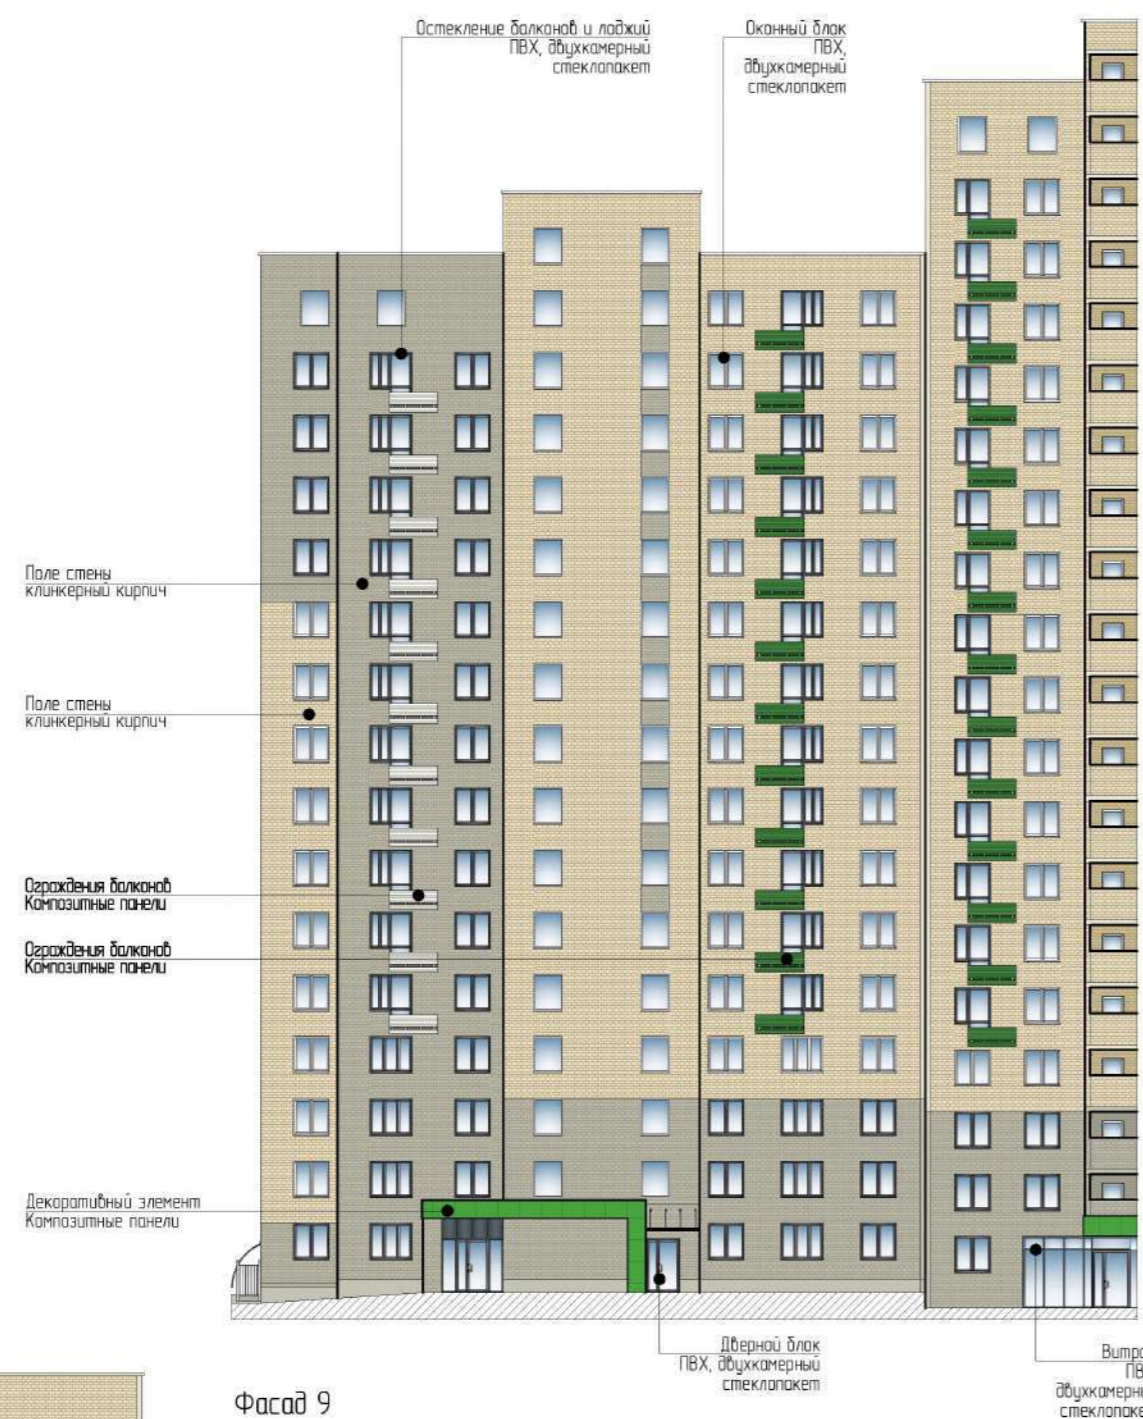 Остекление балконов и лоджий
ПВХ, двухкамерный
стеклопакет
Оконный блок
ПВХ,
двухкамерный
стеклопакет
Поле стены
клинкерный кирпич
Поле стены
клинкерный кирпич
Ограждения балконов
Композитные панели
Ограждения балконов
Композитные панели
Декоративный элемент
Композитные панели
Дверной блок
ПВХ, двухкамерный
стеклопакет
Фасад 9